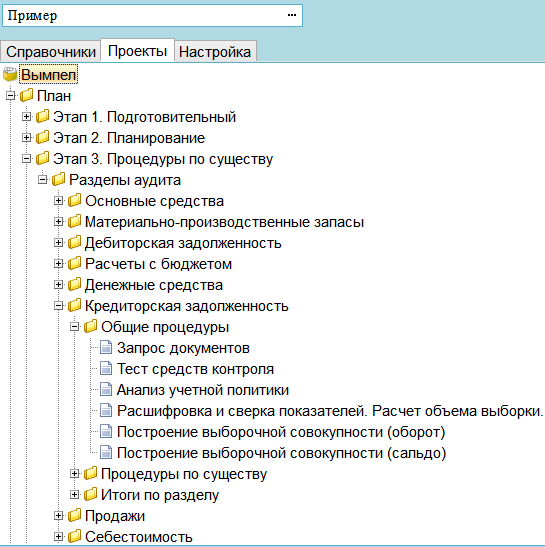 Пример ...
Справочники Проекты Настройка
Вымпел
План
Этап 1. Подготовительный
Этап 2. Планирование
Этап 3. Процедуры по существу
Разделы аудита
Основные средства
Материально-производственные запасы
Дебиторская задолженность
Расчеты с бюджетом
Денежные средства
Кредиторская задолженность
Общие процедуры
Запрос документов
Тест средств контроля
Анализ учетной политики
Расшифровка и сверка показателей. Расчет объема выборки.
Построение выборочной совокупности (оборот)
Построение выборочной совокупности (сальдо)
Процедуры по существу
Итоги по разделу
Продажи
Себестоимость